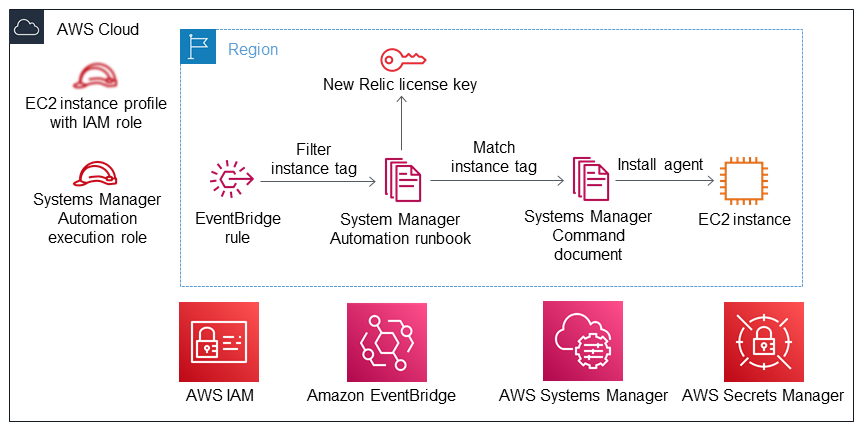 AWS Cloud
Region
New Relic license key
EC2 instance profile
with IAM role
Systems Manager
Automation
execution role
Filter
instance tag
Match
instance tag
Install agent
EventBridge
rule
System Manager
Automation runbook
Systems Manager
Command
document
EC2 instance
AWS IAM
Amazon EventBridge
AWS Systems Manager
AWS Secrets Manager